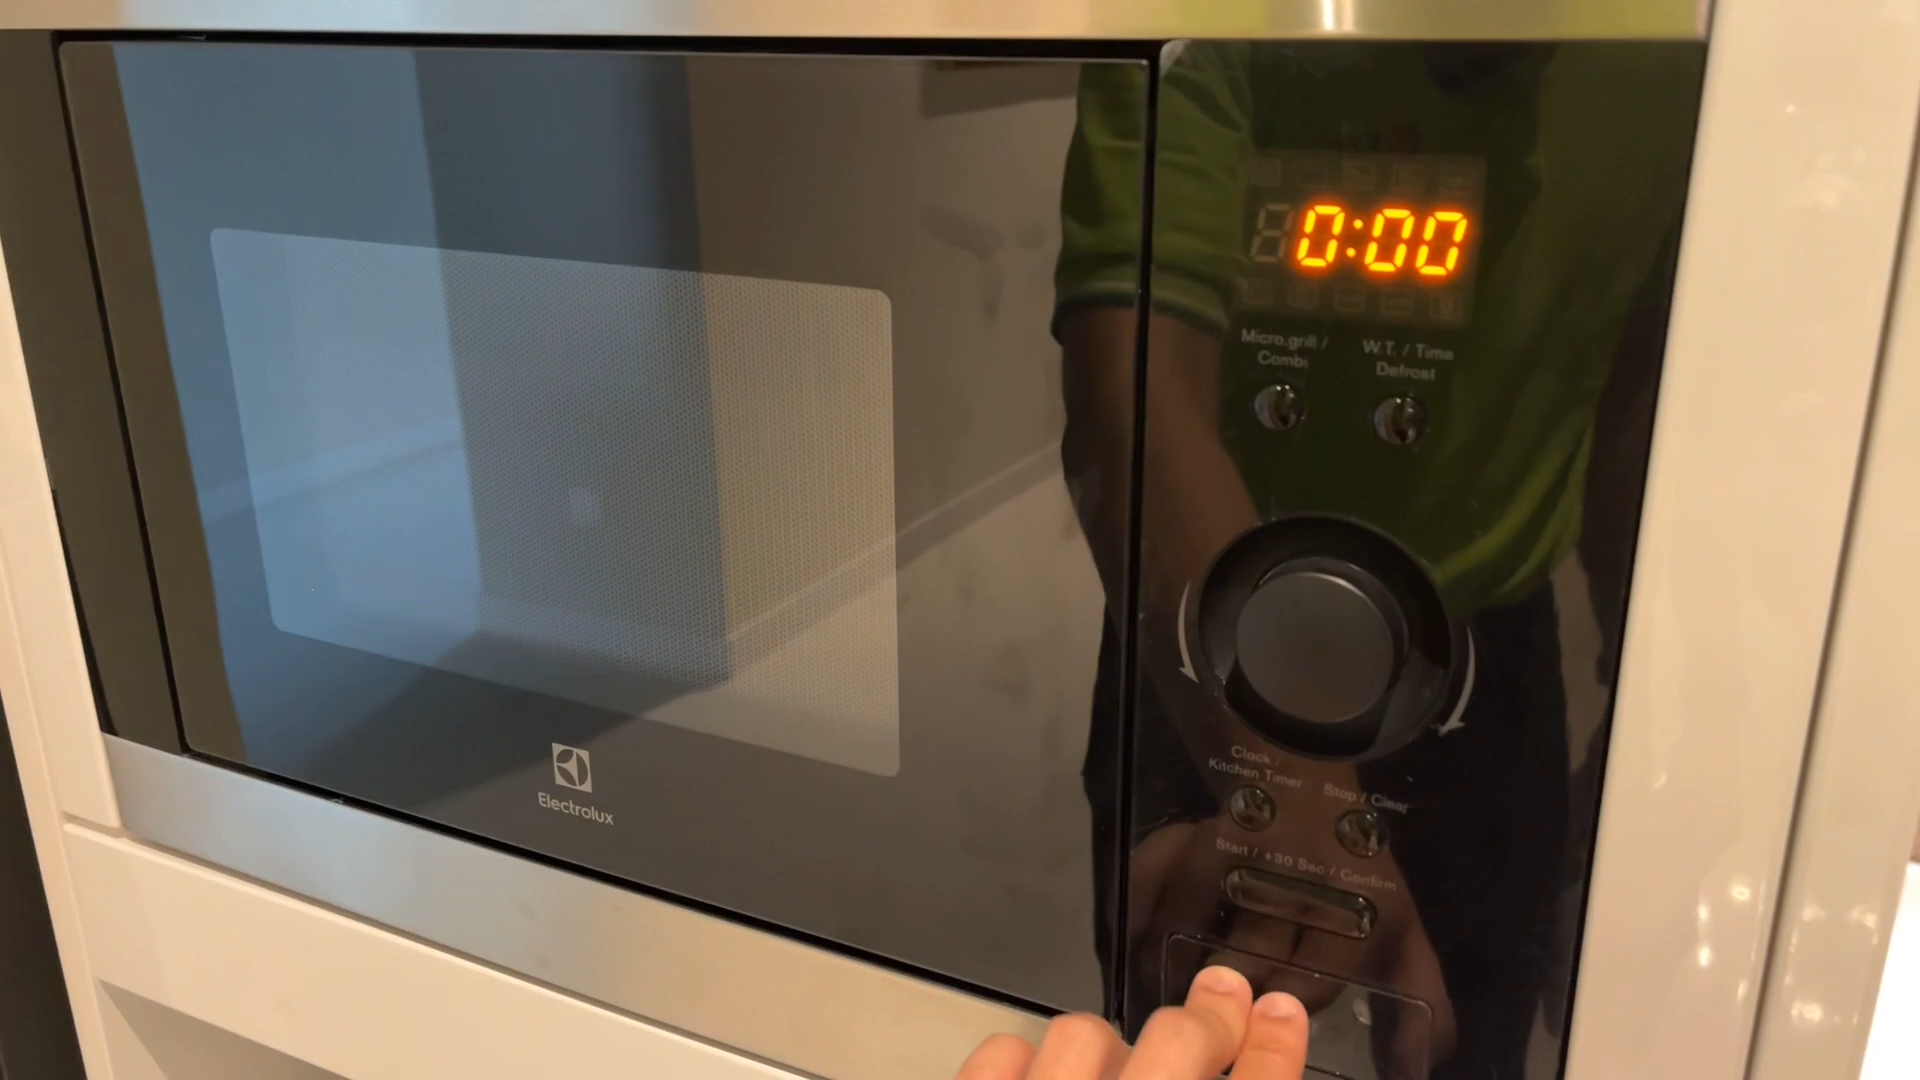 0:00
Micro.grill /
Combi
W.T. / Time
Defrost
Clock /
Kitchen Timer
Stop / Clear
Start / +30 Sec / Confirm
Electrolux